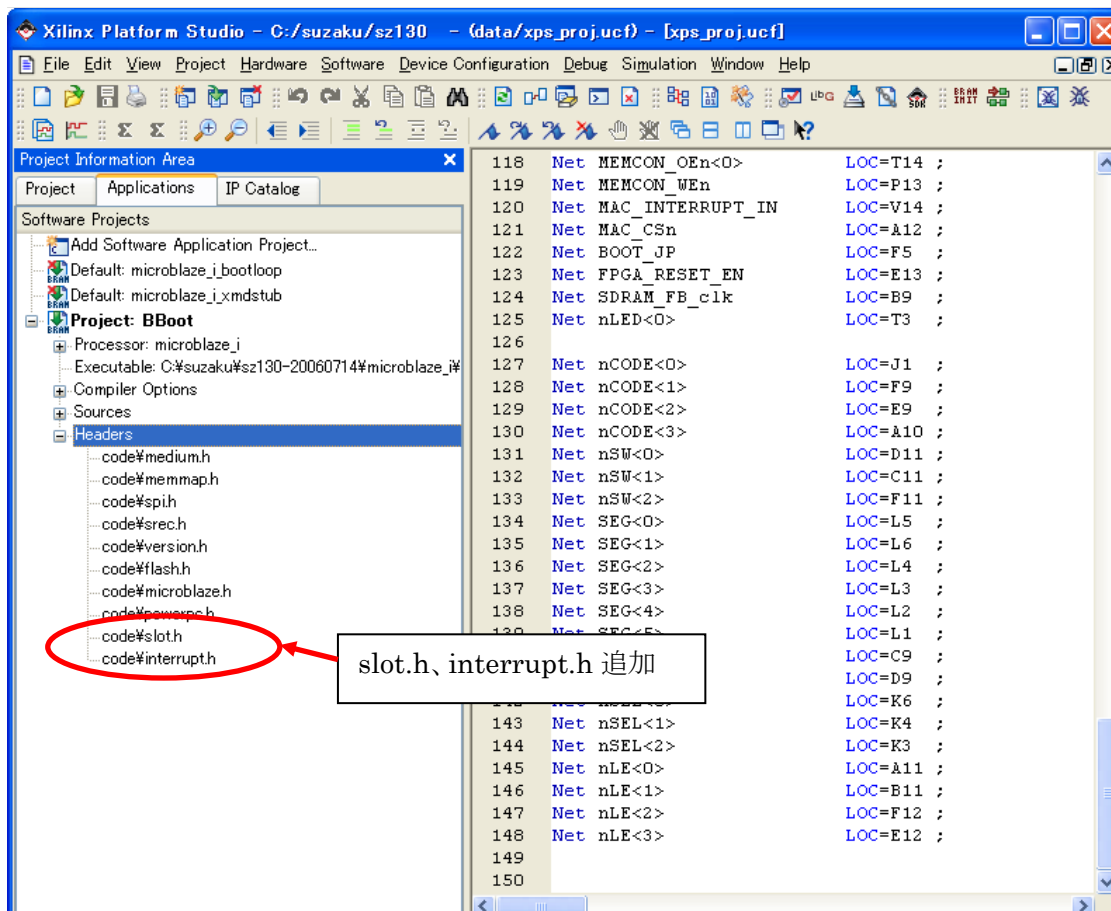 Xilinx Platform Studio - C:/suzaku/sz130 - (data/xps_proj.ucf) - [xps_proj.ucf]
File Edit View Project Hardware Software Device Configuration Debug Simulation Window Help
Project Information Area
Project Applications IP Catalog
Software Projects
Add Software Application Project...
Default: microblaze_i_bootloop
Default: microblaze_i_xmdstub
Project: BBoot
Processor: microblaze_i
Executable: C:¥suzaku¥sz130-20060714¥microblaze_i¥
Compiler Options
Sources
Headers
code¥medium.h
code¥memmap.h
code¥spi.h
code¥srec.h
code¥version.h
code¥flash.h
code¥microblaze.h
code¥powerpc.h
code¥slot.h
code¥interrupt.h
slot.h、interrupt.h 追加
118 Net MEMCON_OEn<0> LOC=T14 ;
119 Net MEMCON_WEn LOC=P13 ;
120 Net MAC_INTERRUPT_IN LOC=V14 ;
121 Net MAC_CSn LOC=A12 ;
122 Net BOOT_JP LOC=F5 ;
123 Net FPGA_RESET_EN LOC=E13 ;
124 Net SDRAM_FB_clk LOC=B9 ;
125 Net nLED<0> LOC=T3 ;
126
127 Net nCODE<0> LOC=J1 ;
128 Net nCODE<1> LOC=F9 ;
129 Net nCODE<2> LOC=E9 ;
130 Net nCODE<3> LOC=A10 ;
131 Net nSW<0> LOC=D11 ;
132 Net nSW<1> LOC=C11 ;
133 Net nSW<2> LOC=F11 ;
134 Net SEG<0> LOC=L5 ;
135 Net SEG<1> LOC=L6 ;
136 Net SEG<2> LOC=L4 ;
137 Net SEG<3> LOC=L3 ;
138 Net SEG<4> LOC=L2 ;
139 Net SEG<5> LOC=L1 ;
LOC=C9 ;
LOC=D9 ;
142 Net nSEL<0> LOC=K6 ;
143 Net nSEL<1> LOC=K4 ;
144 Net nSEL<2> LOC=K3 ;
145 Net nLE<0> LOC=A11 ;
146 Net nLE<1> LOC=B11 ;
147 Net nLE<2> LOC=F12 ;
148 Net nLE<3> LOC=E12 ;
149
150